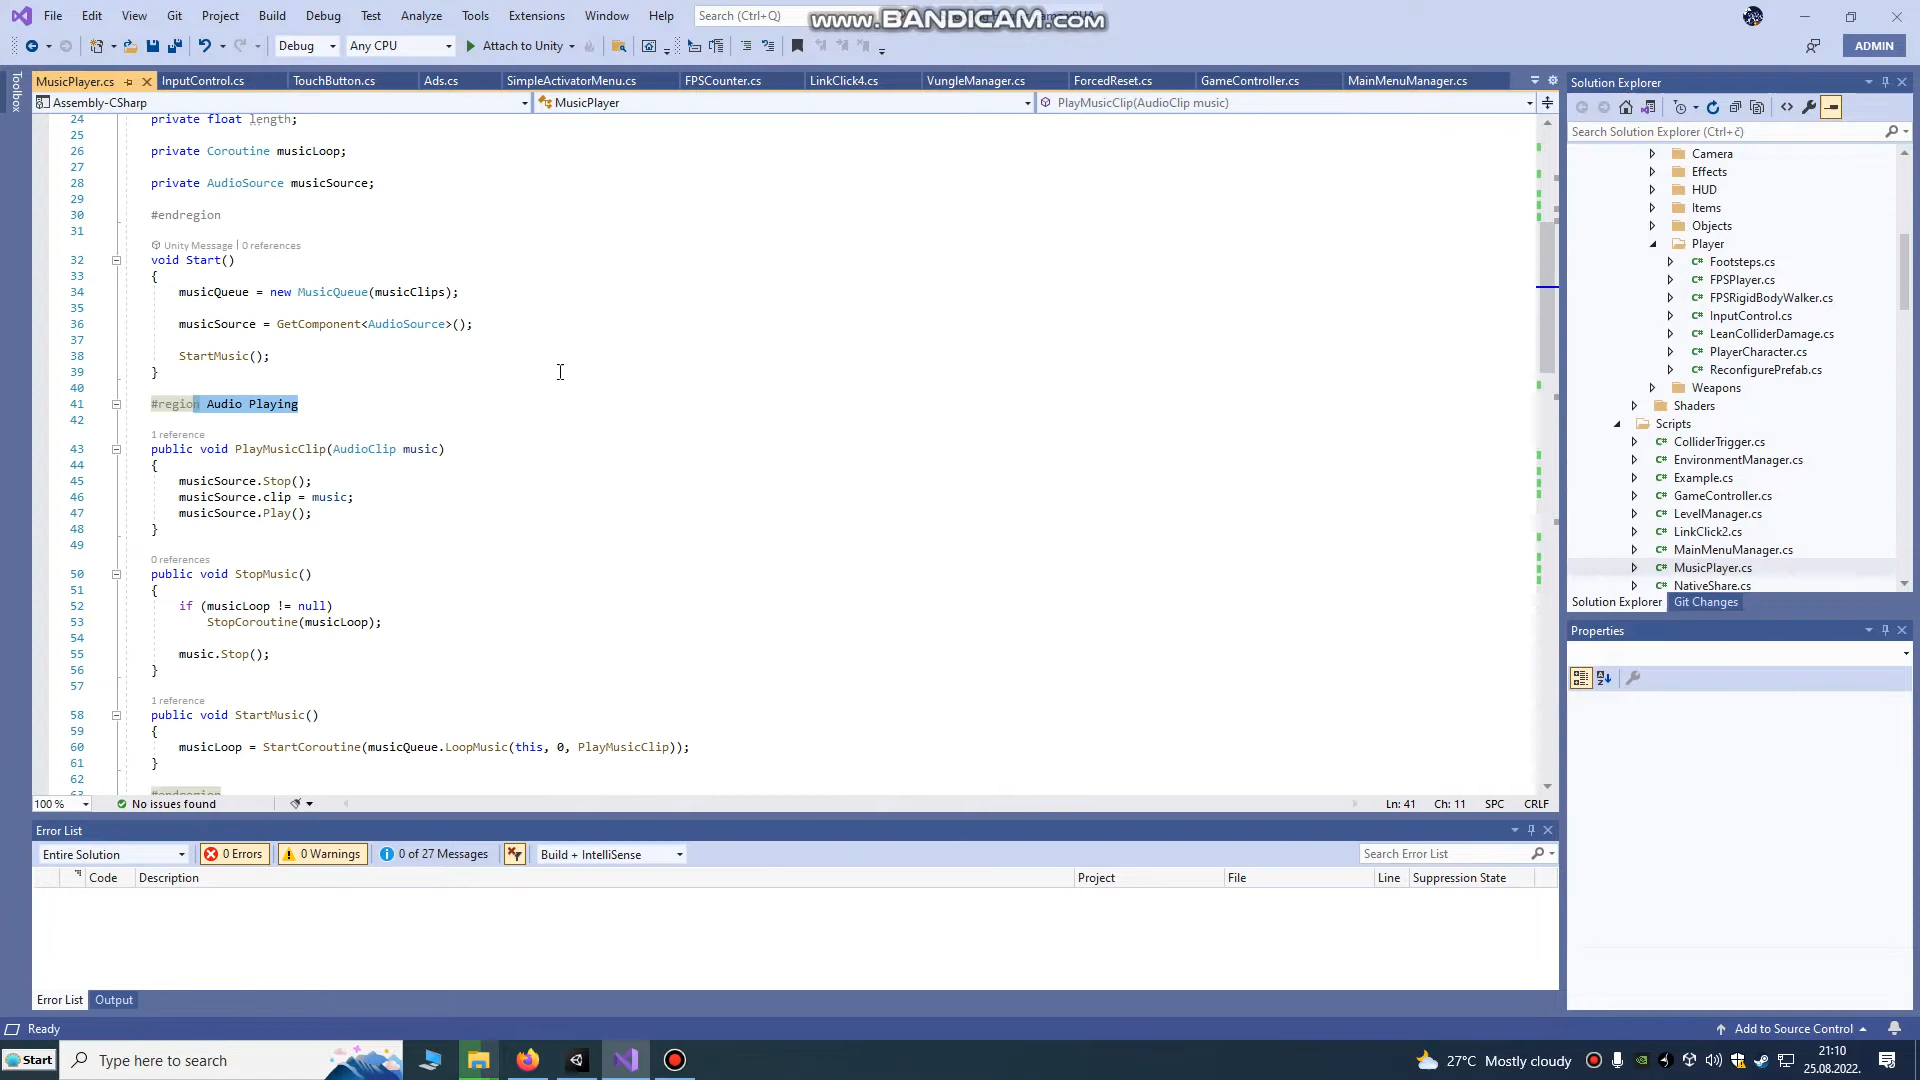 File Edit View Git Project Build Debug Test Analyze Tools Extensions Window Help Search (Ctrl+Q)
www.BANDICAM.com
Debug Any CPU Attach to Unity ADMIN
Toolbox
MusicPlayer.cs InputControl.cs TouchButton.cs Ads.cs SimpleActivatorMenu.cs FPSCounter.cs LinkClick4.cs VungleManager.cs ForcedReset.cs GameController.cs MainMenuManager.cs
Assembly-CSharp MusicPlayer PlayMusicClip(AudioClip music)
24 private float length;
25
26 private Coroutine musicLoop;
27
28 private AudioSource musicSource;
29
30 #endregion
31
Unity Message | 0 references
32 void Start()
33 {
34 musicQueue = new MusicQueue(musicClips);
35
36 musicSource = GetComponent<AudioSource>();
37
38 StartMusic();
39 }
40
41 #region Audio Playing
42
1 reference
43 public void PlayMusicClip(AudioClip music)
44 {
45 musicSource.Stop();
46 musicSource.clip = music;
47 musicSource.Play();
48 }
49
0 references
50 public void StopMusic()
51 {
52 if (musicLoop != null)
53 StopCoroutine(musicLoop);
54
55 music.Stop();
56 }
57
1 reference
58 public void StartMusic()
59 {
60 musicLoop = StartCoroutine(musicQueue.LoopMusic(this, 0, PlayMusicClip));
61 }
62
63 #endregion
100 % No issues found Ln: 41 Ch: 11 SPC CRLF
Error List
Entire Solution 0 Errors 0 Warnings 0 of 27 Messages Build + IntelliSense Search Error List
Code Description Project File Line Suppression State
Error List Output
Solution Explorer
Search Solution Explorer (Ctrl+č)
Camera
Effects
HUD
Items
Objects
Player
Footsteps.cs
FPSPlayer.cs
FPSRigidBodyWalker.cs
InputControl.cs
LeanColliderDamage.cs
PlayerCharacter.cs
ReconfigurePrefab.cs
Weapons
Shaders
Scripts
ColliderTrigger.cs
EnvironmentManager.cs
Example.cs
GameController.cs
LevelManager.cs
LinkClick2.cs
MainMenuManager.cs
MusicPlayer.cs
NativeShare.cs
Solution Explorer Git Changes
Properties
Ready Add to Source Control
Start Type here to search 27°C Mostly cloudy 21:10
25.08.2022.